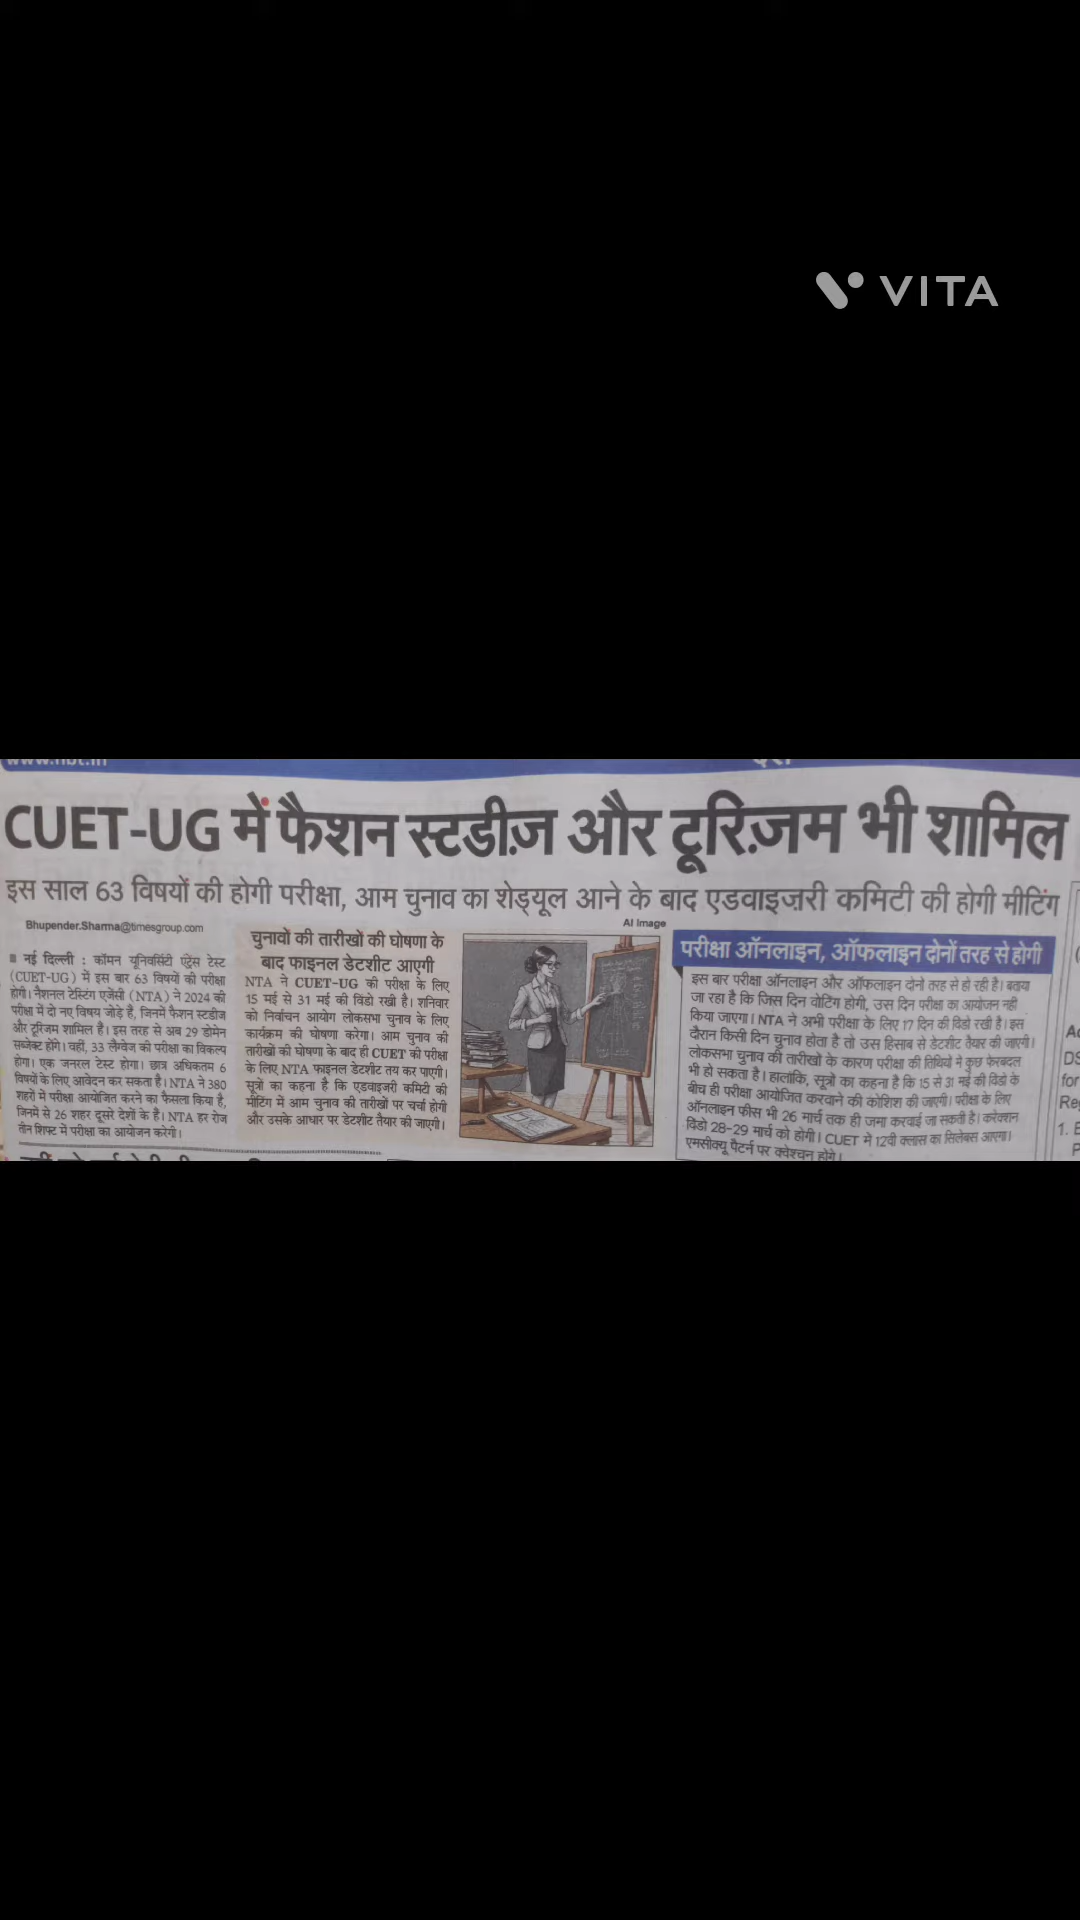 VITA
www.nbt.in
CUET-UG में फैशन स्टडीज़ और टूरिज़म भी शामिल
इस साल 63 विषयों की होगी परीक्षा, आम चुनाव का शेड्यूल आने के बाद एडवाइजरी कमिटी की होगी मीटिंग
Bhupender.Sharma@timesgroup.com
■ नई दिल्ली : कॉमन यूनिवर्सिटी एंट्रेंस टेस्ट
(CUET-UG) में इस बार 63 विषयों की परीक्षा
होगी। नैशनल टेस्टिंग एजेंसी (NTA) ने 2024 की
परीक्षा में दो नए विषय जोड़े हैं, जिनमें फैशन स्टडीज
और टूरिजम शामिल हैं। इस तरह से अब 29 डोमेन
सब्जेक्ट होंगे। वहीं, 33 लैंग्वेज की परीक्षा का विकल्प
होगा। एक जनरल टेस्ट होगा। छात्र अधिकतम 6
विषयों के लिए आवेदन कर सकता है। NTA ने 380
शहरों में परीक्षा आयोजित करने का फैसला किया है,
जिनमें से 26 शहर दूसरे देशों के हैं। NTA हर रोज
तीन शिफ्ट में परीक्षा का आयोजन करेगी।
चुनावों की तारीखों की घोषणा के
बाद फाइनल डेटशीट आएगी
NTA ने CUET-UG की परीक्षा के लिए
15 मई से 31 मई की विंडो रखी है। शनिवार
को निर्वाचन आयोग लोकसभा चुनाव के लिए
कार्यक्रम की घोषणा करेगा। आम चुनाव की
तारीखों की घोषणा के बाद ही CUET की परीक्षा
के लिए NTA फाइनल डेटशीट तय कर पाएगी।
सूत्रों का कहना है कि एडवाइजरी कमिटी की
मीटिंग में आम चुनाव की तारीखों पर चर्चा होगी
और उसके आधार पर डेटशीट तैयार की जाएगी।
AI Image
परीक्षा ऑनलाइन, ऑफलाइन दोनों तरह से होगी
इस बार परीक्षा ऑनलाइन और ऑफलाइन दोनों तरह से हो रही है। बताया
जा रहा है कि जिस दिन वोटिंग होगी, उस दिन परीक्षा का आयोजन नहीं
किया जाएगा। NTA ने अभी परीक्षा के लिए 17 दिन की विंडो रखी है। इस
दौरान किसी दिन चुनाव होता है तो उस हिसाब से डेटशीट तैयार की जाएगी।
लोकसभा चुनाव की तारीखों के कारण परीक्षा की तिथियों में कुछ फेरबदल
भी हो सकता है। हालांकि, सूत्रों का कहना है कि 15 से 31 मई की विंडो के
बीच ही परीक्षा आयोजित करवाने की कोशिश की जाएगी। परीक्षा के लिए
ऑनलाइन फीस भी 26 मार्च तक ही जमा करवाई जा सकती है। करेक्शन
विंडो 28-29 मार्च को होगी। CUET में 12वीं क्लास का सिलेबस आएगा।
एमसीक्यू पैटर्न पर क्वेश्चन होंगे।
DS
for
Re
1.